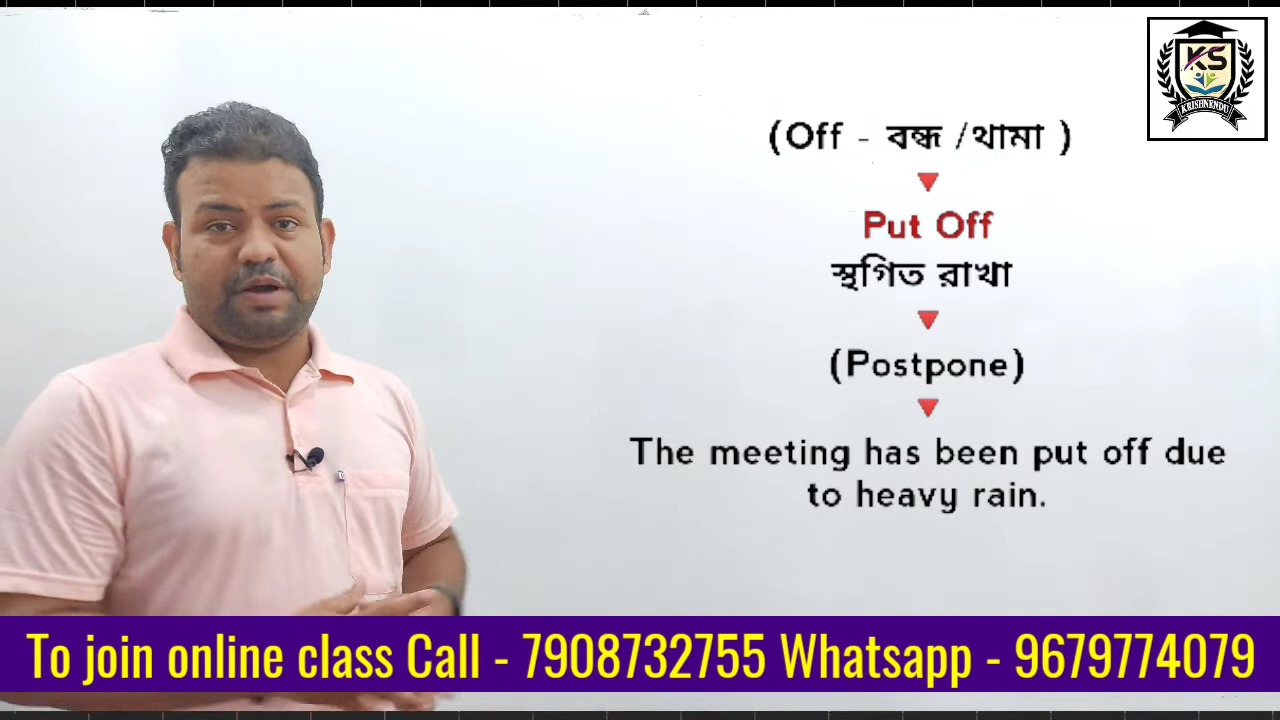 KS
KRISHNENDU
(Off - বন্ধ /থামা )
Put Off
স্থগিত রাখা
(Postpone)
The meeting has been put off due
to heavy rain.
To join online class Call - 7908732755 Whatsapp - 9679774079